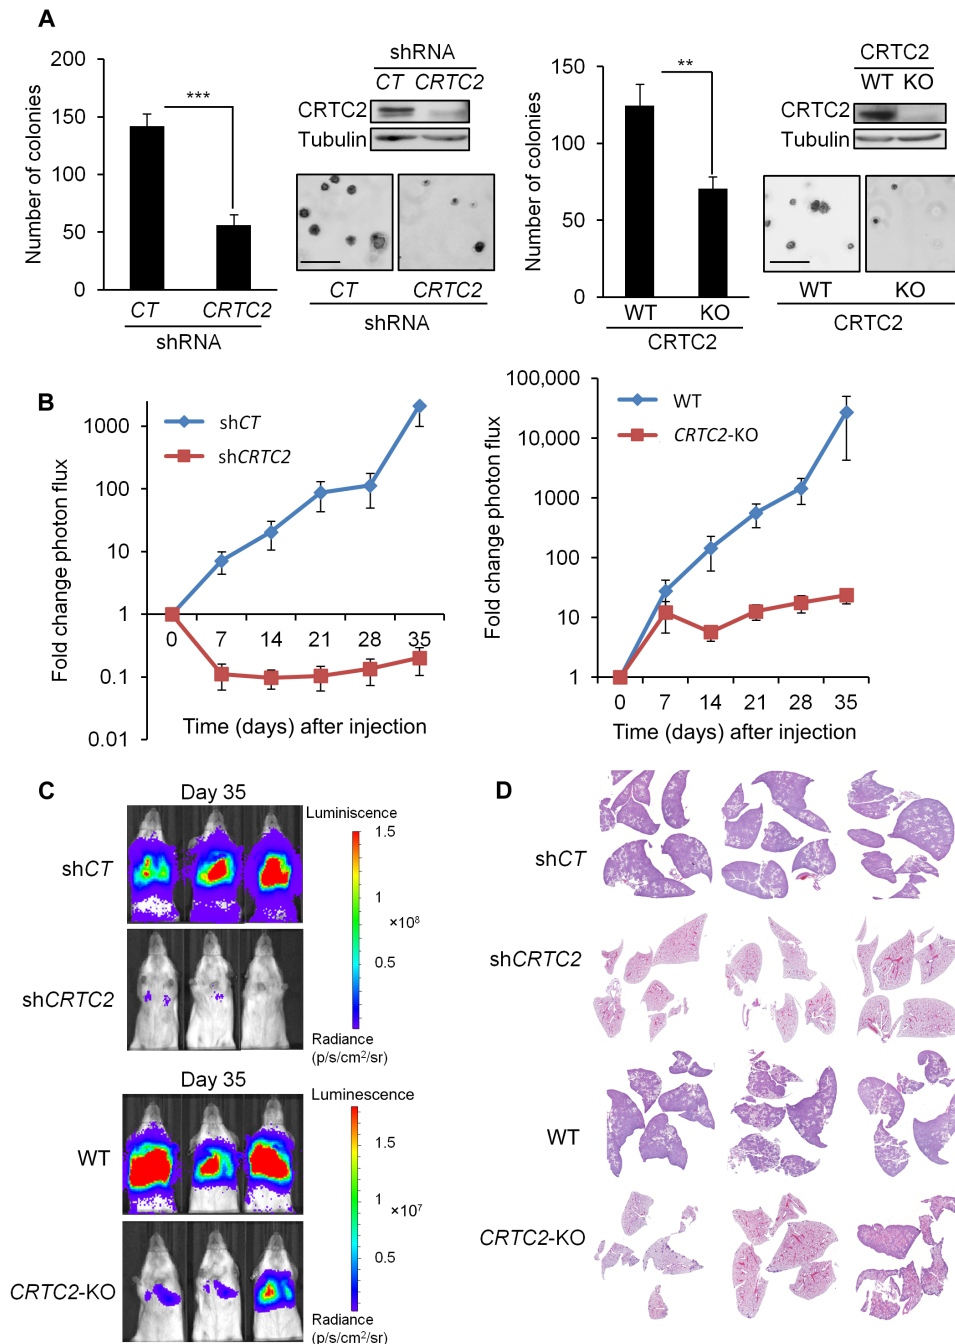 A
200
150
100
50
0
Number of colonies
***
CT CRTC2
shRNA
shRNA
CT CRTC2
CRTC2
Tubulin
CT CRTC2
shRNA
150
100
50
0
Number of colonies
**
WT KO
CRTC2
CRTC2
WT KO
CRTC2
Tubulin
WT KO
CRTC2
B
1000
100
10
1
0.1
0.01
Fold change photon flux
shCT
shCRTC2
0 7 14 21 28 35
Time (days) after injection
100,000
10,000
1000
100
10
1
Fold change photon flux
WT
CRTC2-KO
0 7 14 21 28 35
Time (days) after injection
C
Day 35
Luminiscence
shCT
shCRTC2
1.5
1
×10⁸
0.5
Radiance
(p/s/cm²/sr)
Day 35
Luminescence
WT
CRTC2-KO
1.5
1
×10⁷
0.5
Radiance
(p/s/cm²/sr)
D
shCT
shCRTC2
WT
CRTC2-KO